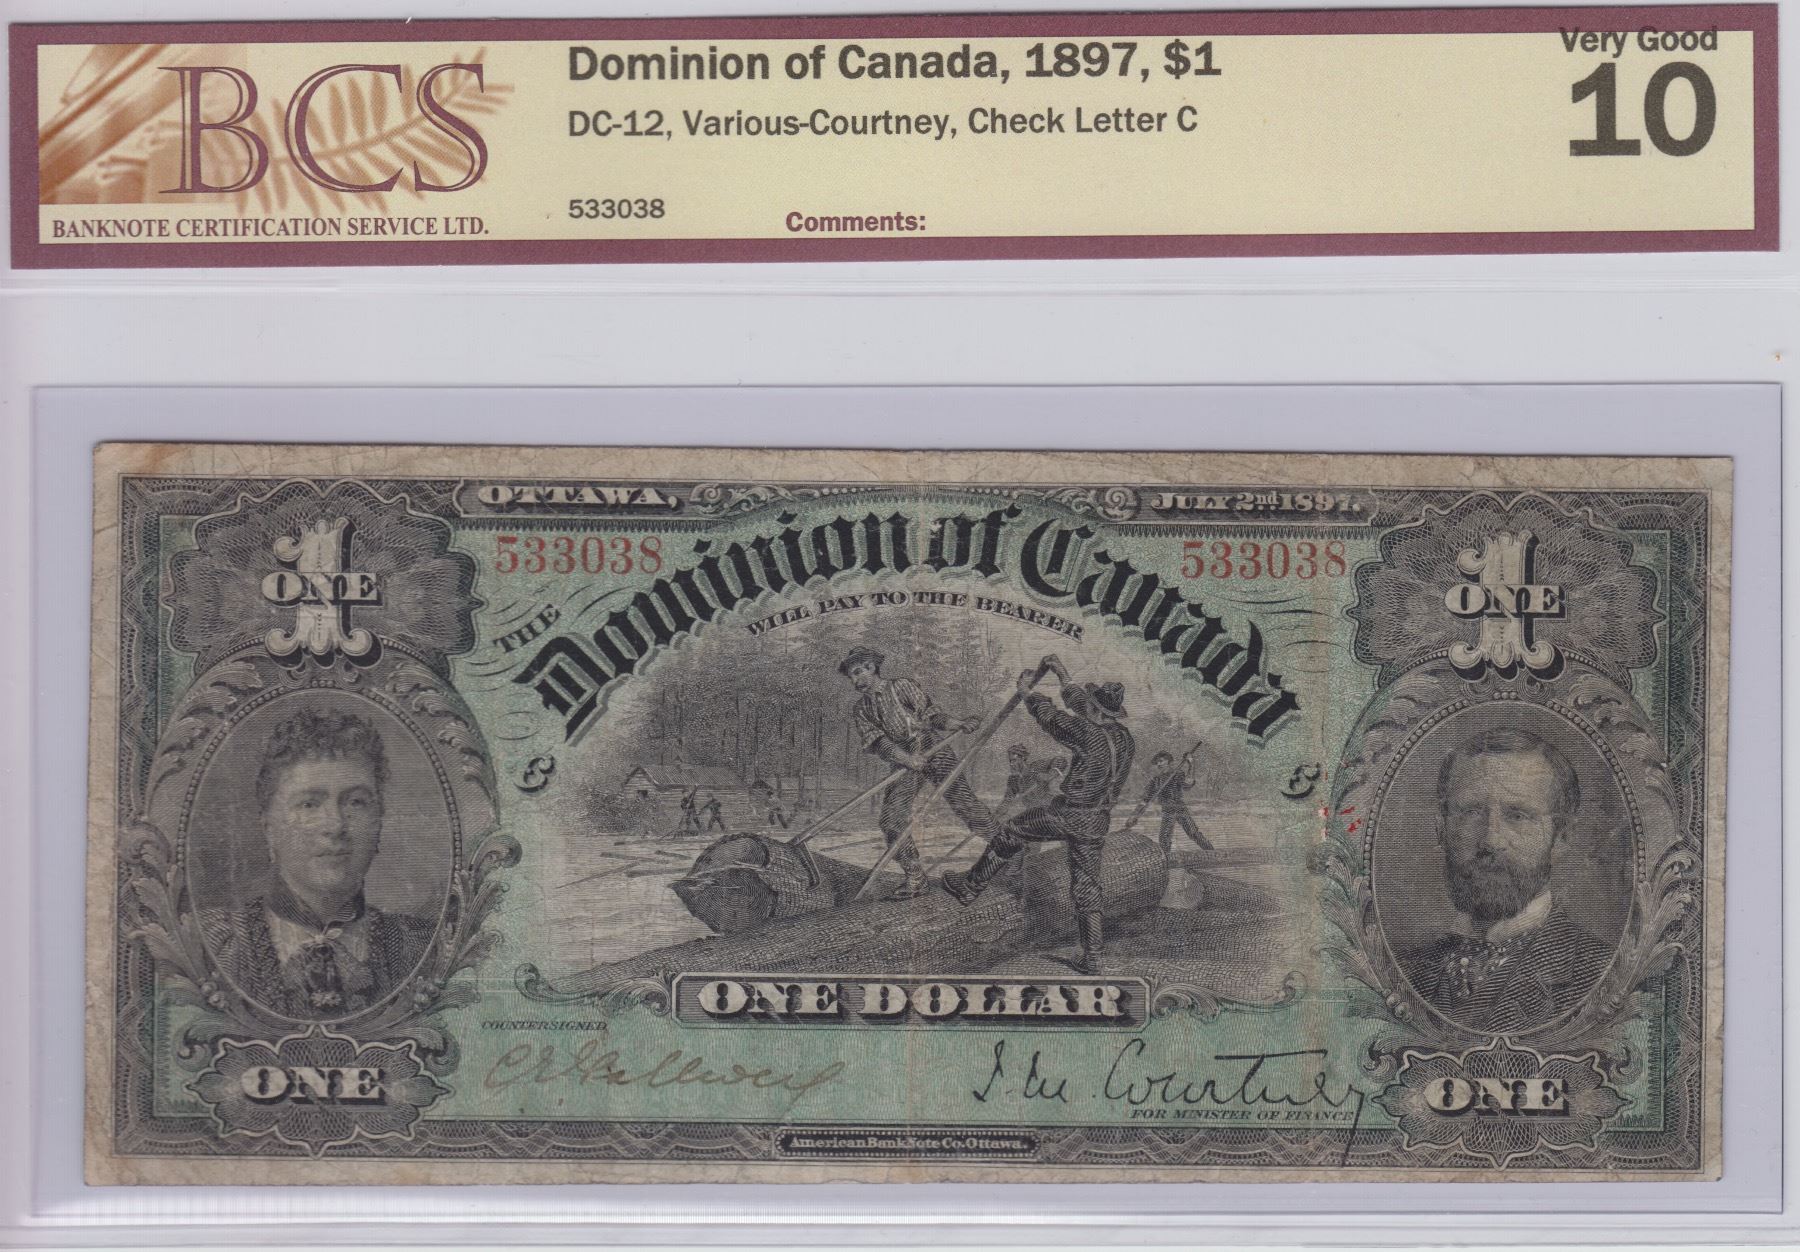 BCS
BANKNOTE CERTIFICATION SERVICE LTD.
Dominion of Canada, 1897, $1
DC-12, Various-Courtney, Check Letter C
533038
Comments:
Very Good
10
OTTAWA,
JULY 2nd 1897.
533038
533038
THE
Dominion of Canada
WILL PAY TO THE BEARER
1
ONE
1
ONE
C
C
ONE DOLLAR
COUNTERSIGNED
J. M. Courtney
FOR MINISTER OF FINANCE
ONE
ONE
American Bank Note Co. Ottawa.